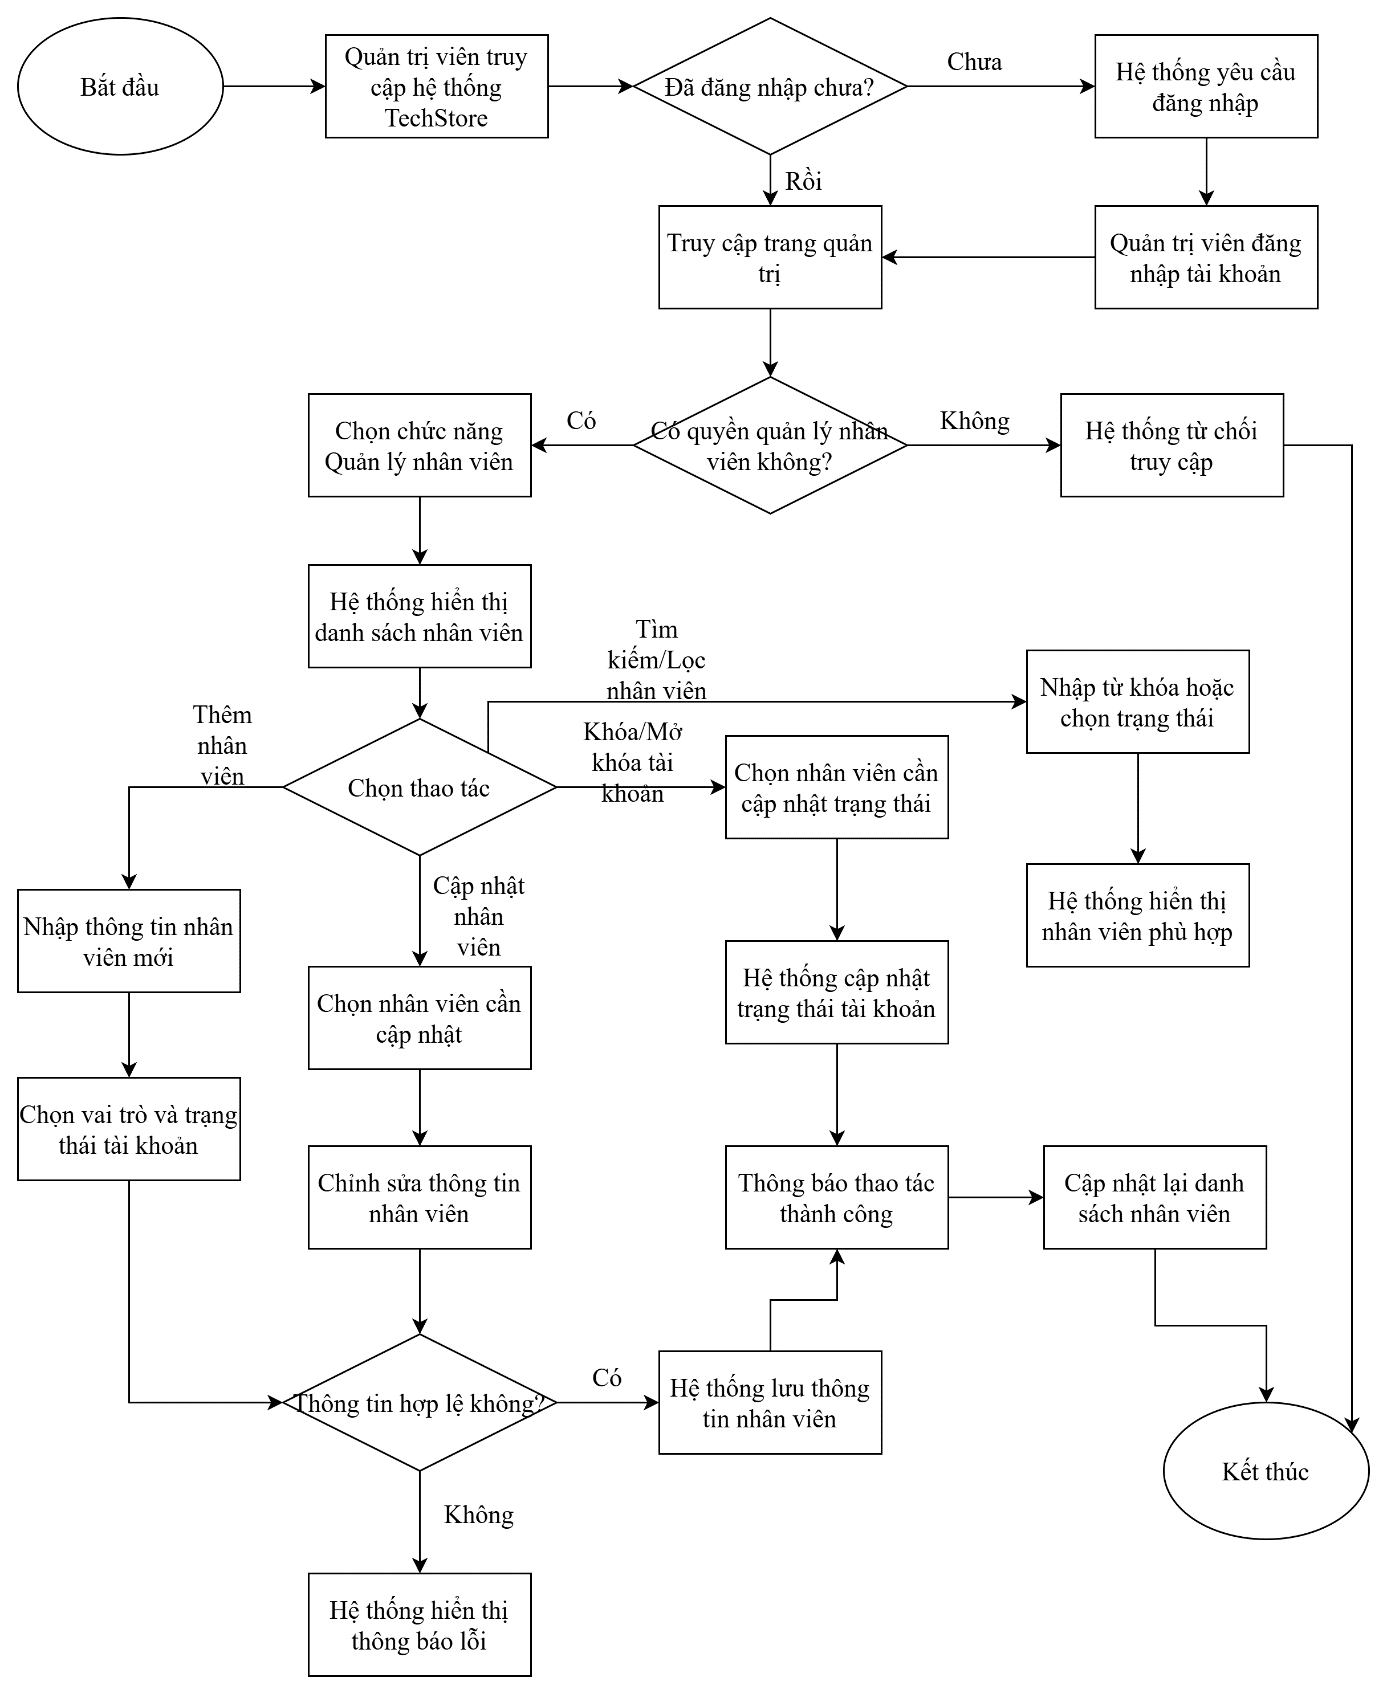 Bắt đầu
Quản trị viên truy
cập hệ thống
TechStore
Đã đăng nhập chưa?
Chưa
Hệ thống yêu cầu
đăng nhập
Rồi
Truy cập trang quản
trị
Quản trị viên đăng
nhập tài khoản
Chọn chức năng
Quản lý nhân viên
Có
Có quyền quản lý nhân
viên không?
Không
Hệ thống từ chối
truy cập
Hệ thống hiển thị
danh sách nhân viên
Tìm
kiếm/Lọc
nhân viên
Nhập từ khóa hoặc
chọn trạng thái
Thêm
nhân
viên
Chọn thao tác
Khóa/Mở
khóa tài
khoản
Chọn nhân viên cần
cập nhật trạng thái
Cập nhật
nhân
viên
Hệ thống hiển thị
nhân viên phù hợp
Nhập thông tin nhân
viên mới
Chọn nhân viên cần
cập nhật
Hệ thống cập nhật
trạng thái tài khoản
Chọn vai trò và trạng
thái tài khoản
Chỉnh sửa thông tin
nhân viên
Thông báo thao tác
thành công
Cập nhật lại danh
sách nhân viên
Thông tin hợp lệ không?
Có
Hệ thống lưu thông
tin nhân viên
Kết thúc
Không
Hệ thống hiển thị
thông báo lỗi